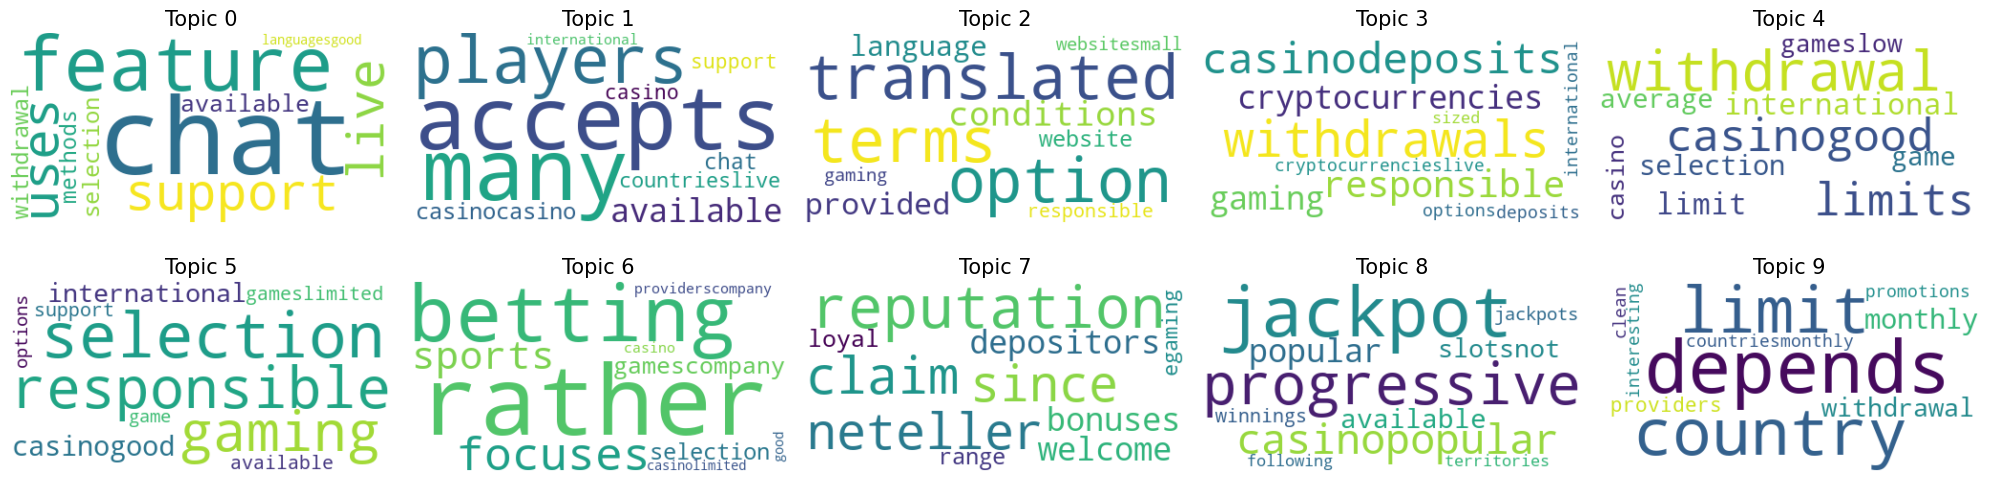 Topic 0
languagesgood
feature
live
available
uses
withdrawal
methods
selection
chat
support
Topic 1
international
players
support
casino
accepts
many
chat
countrieslive
casinocasino
available
Topic 2
language
websitesmall
translated
conditions
terms
website
option
gaming
provided
responsible
Topic 3
casinodeposits
international
cryptocurrencies
sized
withdrawals
cryptocurrencieslive
responsible
gaming
optionsdeposits
Topic 4
gameslow
withdrawal
average
international
casinogood
casino
selection
game
limit
limits
Topic 5
international
gameslimited
options
support
selection
responsible
game
gaming
casinogood
available
Topic 6
providerscompany
betting
sports
casino
gamescompany
rather
focuses
selection
casinolimited
good
Topic 7
reputation
egaming
loyal
depositors
claim
since
neteller
bonuses
welcome
range
Topic 8
jackpot
jackpots
popular
slotsnot
progressive
winnings
available
casinopopular
following
territories
Topic 9
clean
interesting
limit
promotions
monthly
countriesmonthly
depends
providers
withdrawal
country